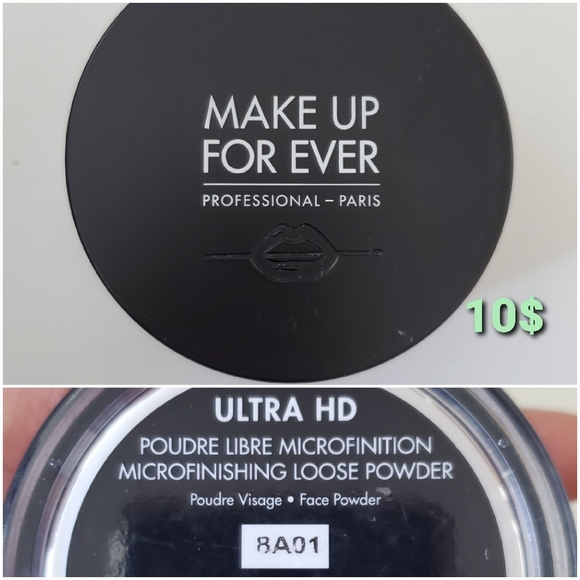 MAKE UP
FOR EVER
PROFESSIONAL – PARIS
10$
ULTRA HD
POUDRE LIBRE MICROFINITION
MICROFINISHING LOOSE POWDER
Poudre Visage • Face Powder
8A01